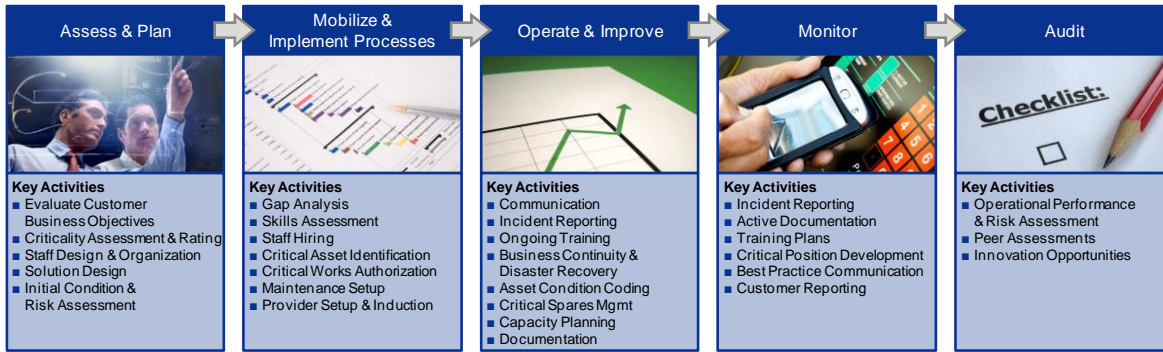 Assess & Plan
Key Activities
■ Evaluate Customer
Business Objectives
■ Criticality Assessment & Rating
■ Staff Design & Organization
■ Solution Design
■ Initial Condition &
Risk Assessment
Mobilize &
Implement Processes
Key Activities
■ Gap Analysis
■ Skills Assessment
■ Staff Hiring
■ Critical Asset Identification
■ Critical Works Authorization
■ Maintenance Setup
■ Provider Setup & Induction
Operate & Improve
Key Activities
■ Communication
■ Incident Reporting
■ Ongoing Training
■ Business Continuity &
Disaster Recovery
■ Asset Condition Coding
■ Critical Spares Mgmt
■ Capacity Planning
■ Documentation
Monitor
Key Activities
■ Incident Reporting
■ Active Documentation
■ Training Plans
■ Critical Position Development
■ Best Practice Communication
■ Customer Reporting
Audit
Checklist:
Key Activities
■ Operational Performance
& Risk Assessment
■ Peer Assessments
■ Innovation Opportunities